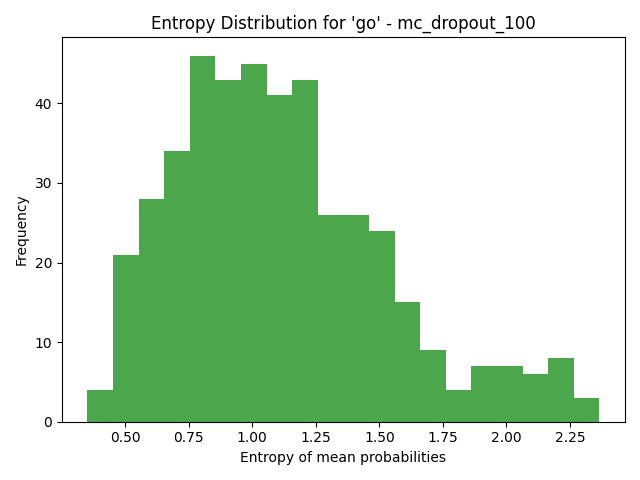 Entropy Distribution for 'go' - mc_dropout_100
Frequency
40
30
20
10
0
0.50 0.75 1.00 1.25 1.50 1.75 2.00 2.25
Entropy of mean probabilities